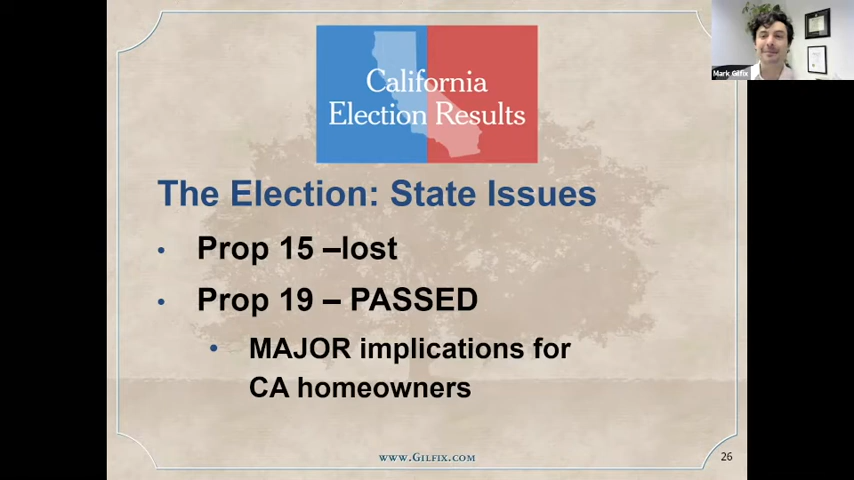 California
Election Results
Mark Gilfix
The Election: State Issues
• Prop 15 –lost
• Prop 19 – PASSED
• MAJOR implications for
CA homeowners
www.Gilfix.com
26